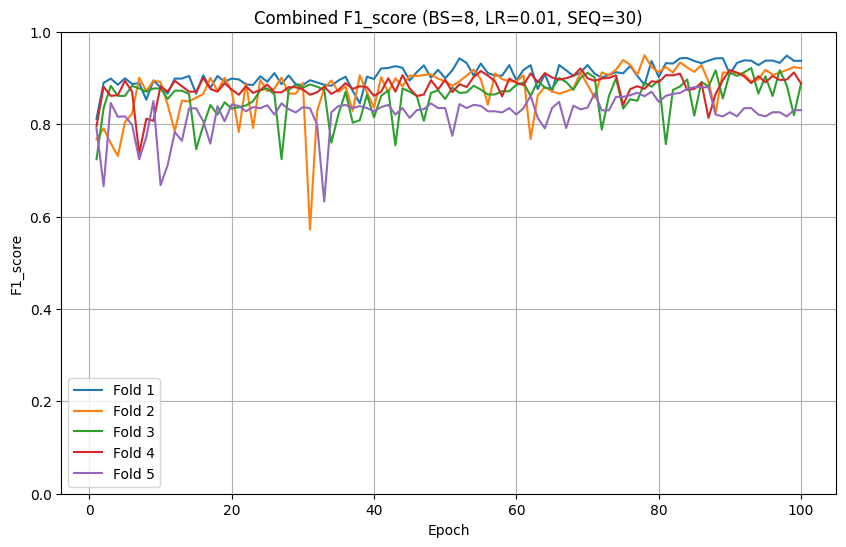 Combined F1_score (BS=8, LR=0.01, SEQ=30)
F1_score
1.0
0.8
0.6
0.4
0.2
0.0
Fold 1
Fold 2
Fold 3
Fold 4
Fold 5
0 20 40 60 80 100
Epoch